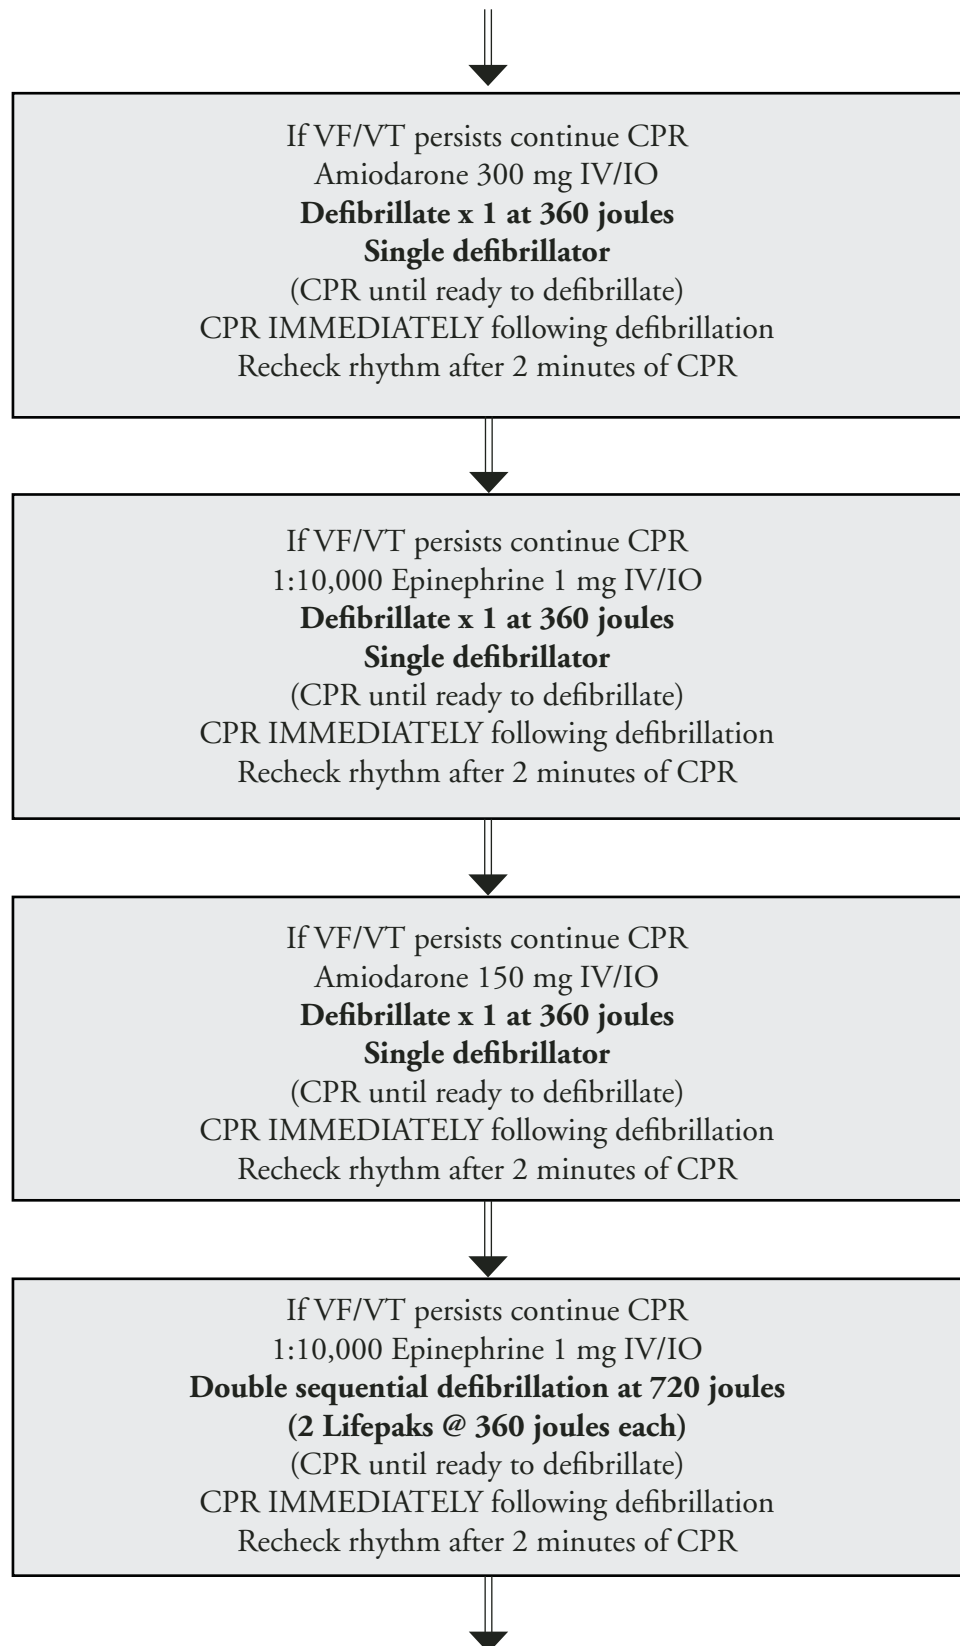 If VF/VT persists continue CPR
Amiodarone 300 mg IV/IO
Defibrillate x 1 at 360 joules
Single defibrillator
(CPR until ready to defibrillate)
CPR IMMEDIATELY following defibrillation
Recheck rhythm after 2 minutes of CPR
If VF/VT persists continue CPR
1:10,000 Epinephrine 1 mg IV/IO
Defibrillate x 1 at 360 joules
Single defibrillator
(CPR until ready to defibrillate)
CPR IMMEDIATELY following defibrillation
Recheck rhythm after 2 minutes of CPR
If VF/VT persists continue CPR
Amiodarone 150 mg IV/IO
Defibrillate x 1 at 360 joules
Single defibrillator
(CPR until ready to defibrillate)
CPR IMMEDIATELY following defibrillation
Recheck rhythm after 2 minutes of CPR
If VF/VT persists continue CPR
1:10,000 Epinephrine 1 mg IV/IO
Double sequential defibrillation at 720 joules
(2 Lifepaks @ 360 joules each)
(CPR until ready to defibrillate)
CPR IMMEDIATELY following defibrillation
Recheck rhythm after 2 minutes of CPR